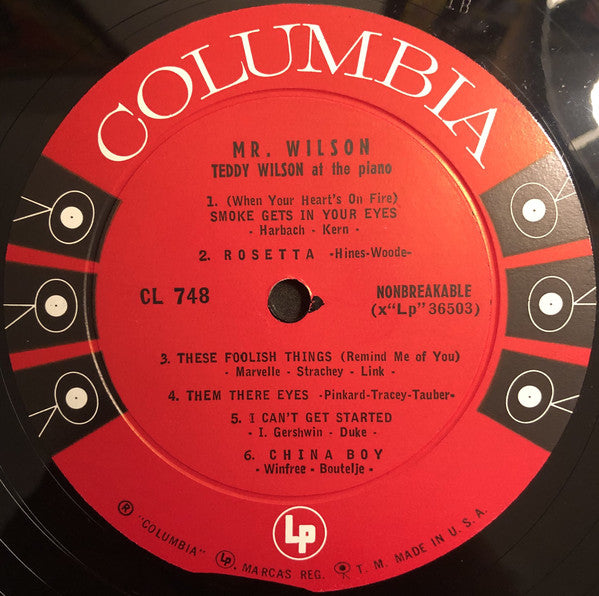 1B
COLUMBIA
MR. WILSON
TEDDY WILSON at the piano
1. (When Your Heart's On Fire)
SMOKE GETS IN YOUR EYES
- Harbach - Kern -
2. ROSETTA -Hines-Woode-
CL 748
NONBREAKABLE
(x"Lp"36503)
3. THESE FOOLISH THINGS (Remind Me of You)
- Marvelle - Strachey - Link -
4. THEM THERE EYES -Pinkard-Tracey-Tauber-
5. I CAN'T GET STARTED
- I. Gershwin - Duke -
6. CHINA BOY
- Winfree - Boutelje -
Lp
® "COLUMBIA" Lp, MARCAS REG. ® T. M. MADE IN U. S. A.